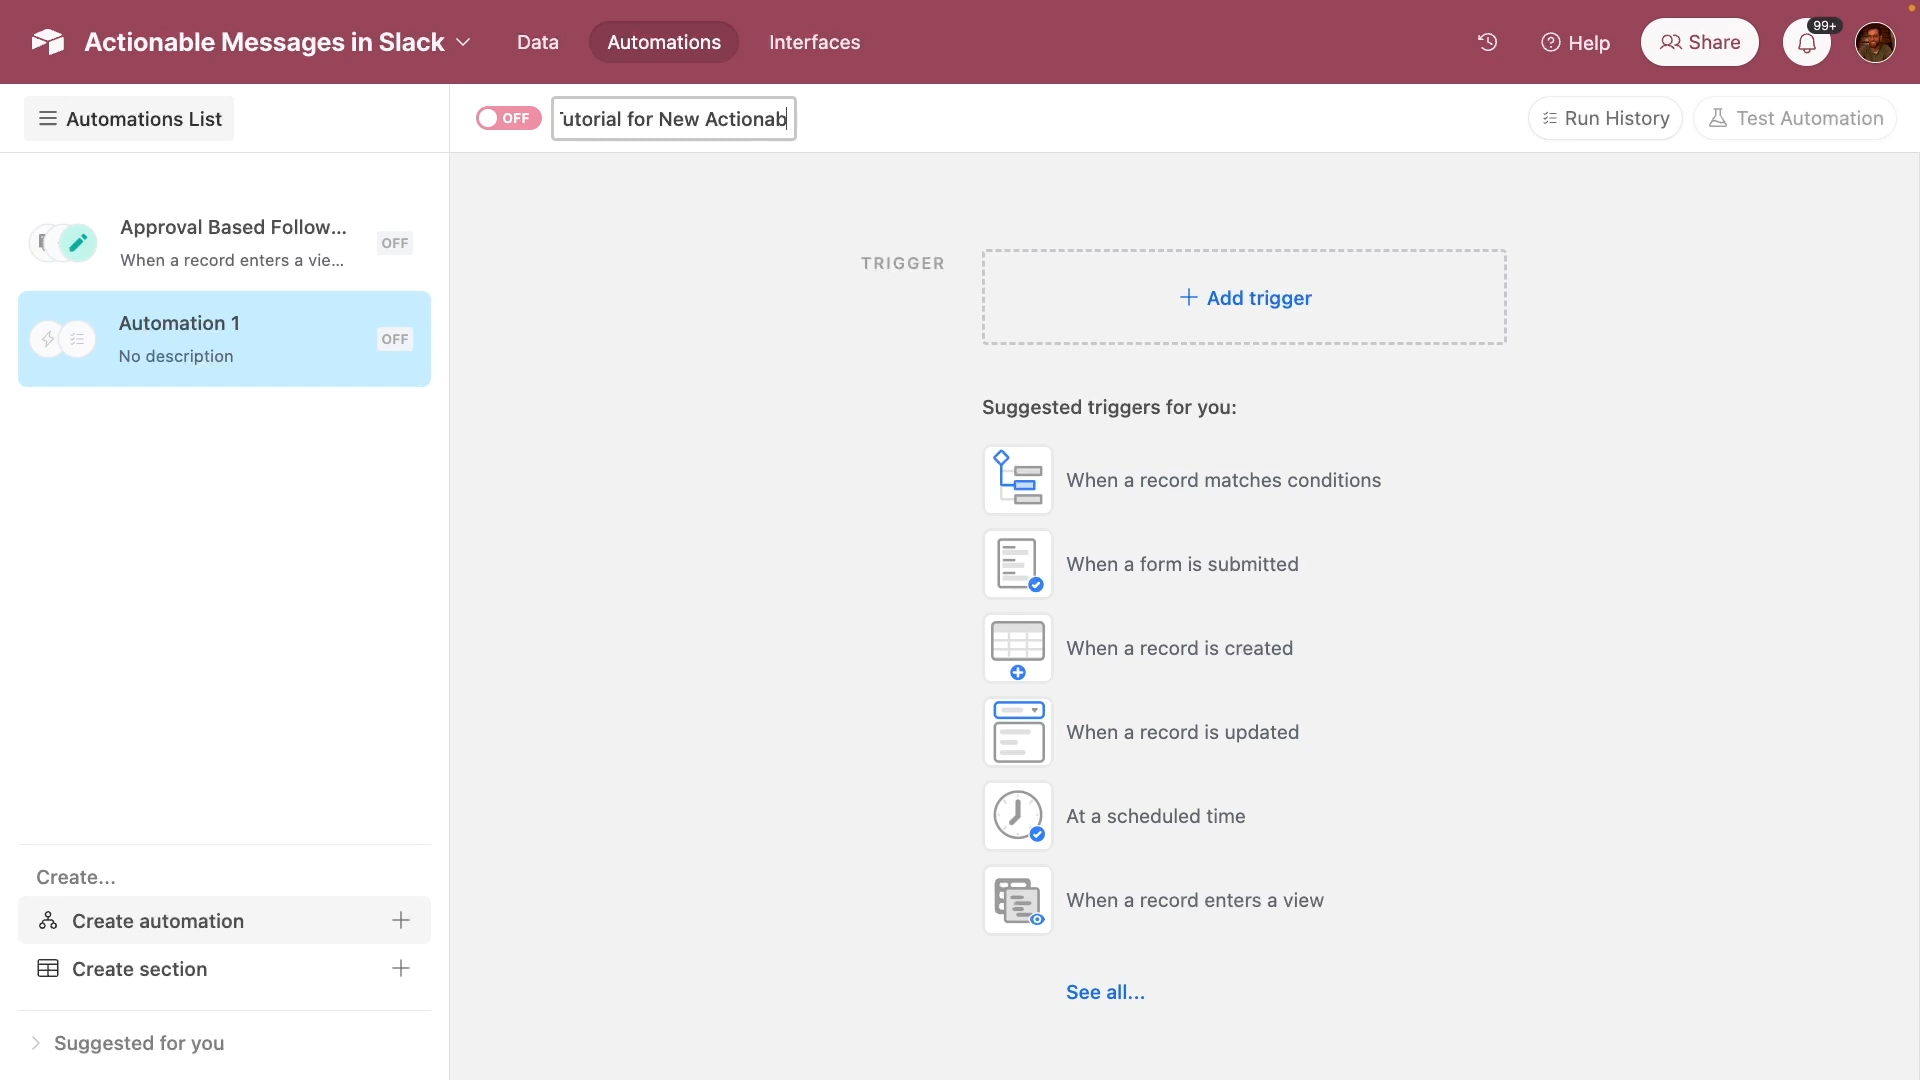 Actionable Messages in Slack
Data
Automations
Interfaces
Help
Share
99+
Automations List
OFF
utorial for New Actionab
Run History
Test Automation
Approval Based Follow...
When a record enters a vie...
OFF
Automation 1
No description
OFF
TRIGGER
+ Add trigger
Suggested triggers for you:
When a record matches conditions
When a form is submitted
When a record is created
When a record is updated
At a scheduled time
When a record enters a view
See all...
Create...
Create automation
Create section
Suggested for you